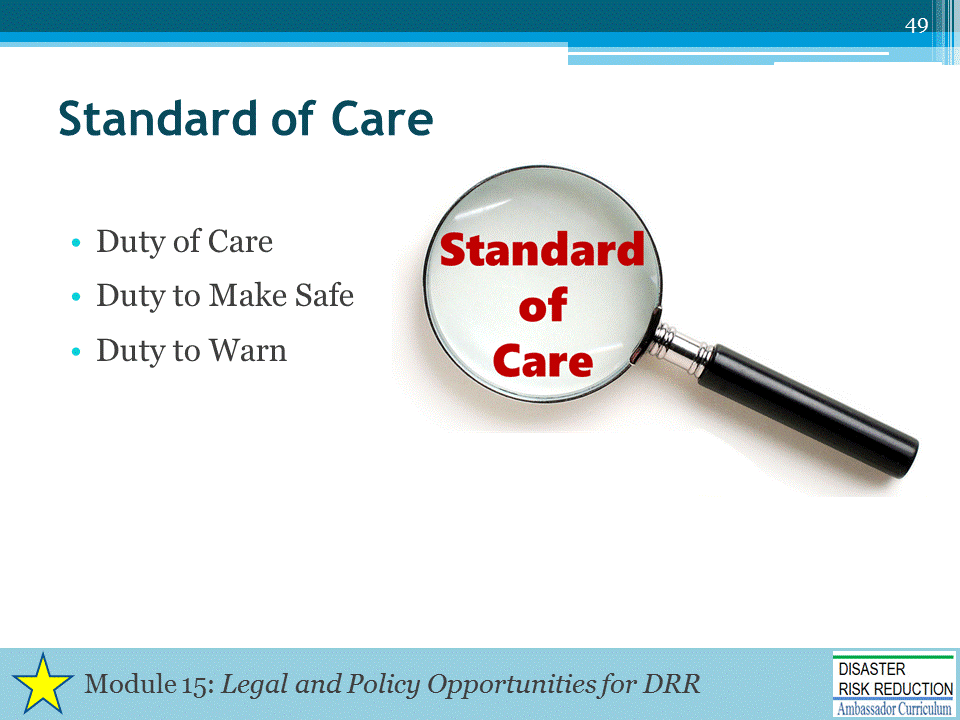 49
Standard of Care
• Duty of Care
• Duty to Make Safe
• Duty to Warn
Standard
of
Care
Module 15: Legal and Policy Opportunities for DRR
DISASTER
RISK REDUCTION
Ambassador Curriculum